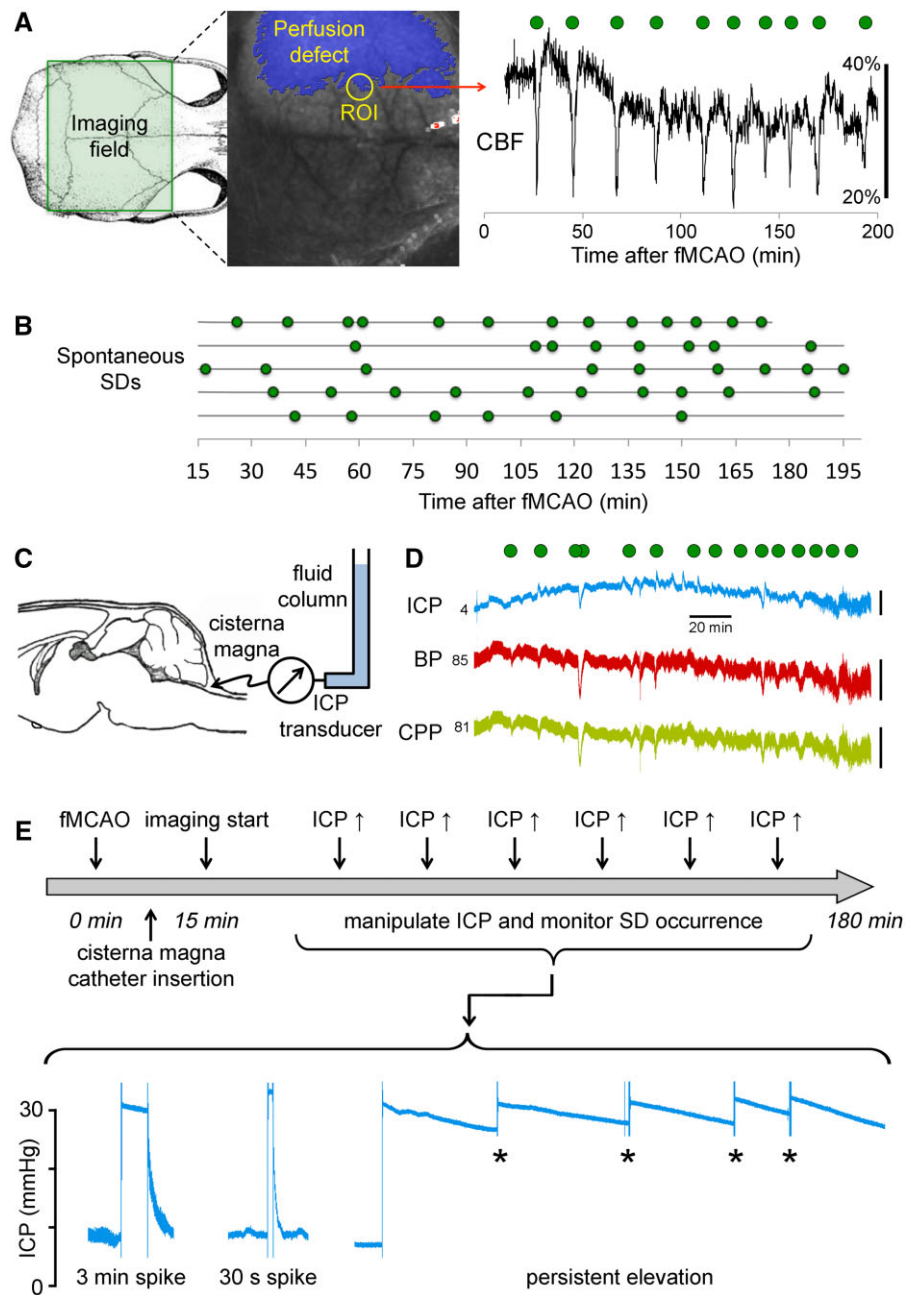 A
Imaging
field
Perfusion
defect
ROI
CBF
40%
20%
0 50 100 150 200
Time after fMCAO (min)
B
Spontaneous
SDs
15 30 45 60 75 90 105 120 135 150 165 180 195
Time after fMCAO (min)
C
fluid
column
cisterna
magna
ICP
transducer
D
ICP 4
20 min
BP 85
CPP 81
E
fMCAO imaging start ICP ↑ ICP ↑ ICP ↑ ICP ↑ ICP ↑ ICP ↑
0 min 15 min manipulate ICP and monitor SD occurrence 180 min
cisterna magna
catheter insertion
ICP (mmHg)
30
0
* * * *
3 min spike 30 s spike persistent elevation